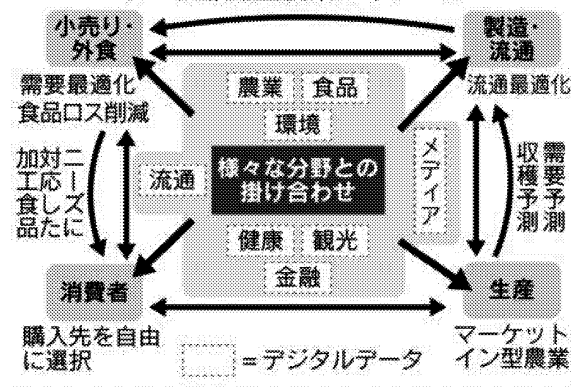 小売り・
外食
製造・
流通
需要最適化
食品ロス削減
流通最適化
農業
食品
環境
流通
メディア
様々な分野との
掛け合わせ
健康
観光
金融
ニーズに
対応した
加工食品
需要予測
収穫予測
消費者
生産
購入先を自由
に選択
マーケット
イン型農業
=デジタルデータ